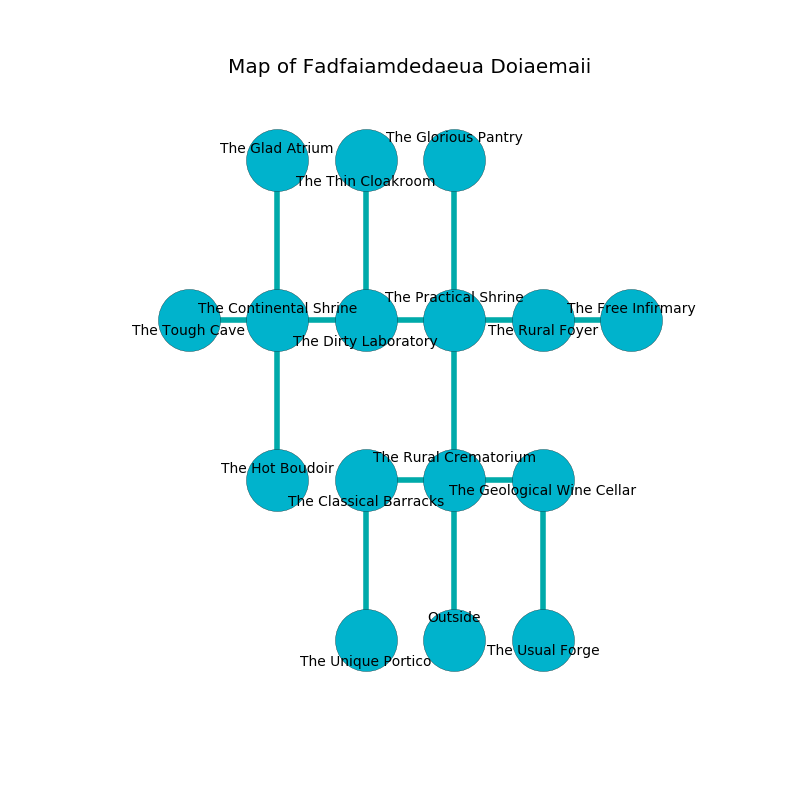 Map of Fadfaiamdedaeua Doiaemaii
The Glorious Pantry
The Glad Atrium
The Thin Cloakroom
The Practical Shrine
The Continental Shrine
The Free Infirmary
The Tough Cave
The Rural Foyer
The Dirty Laboratory
The Rural Crematorium
The Hot Boudoir
The Geological Wine Cellar
The Classical Barracks
Outside
The Usual Forge
The Unique Portico